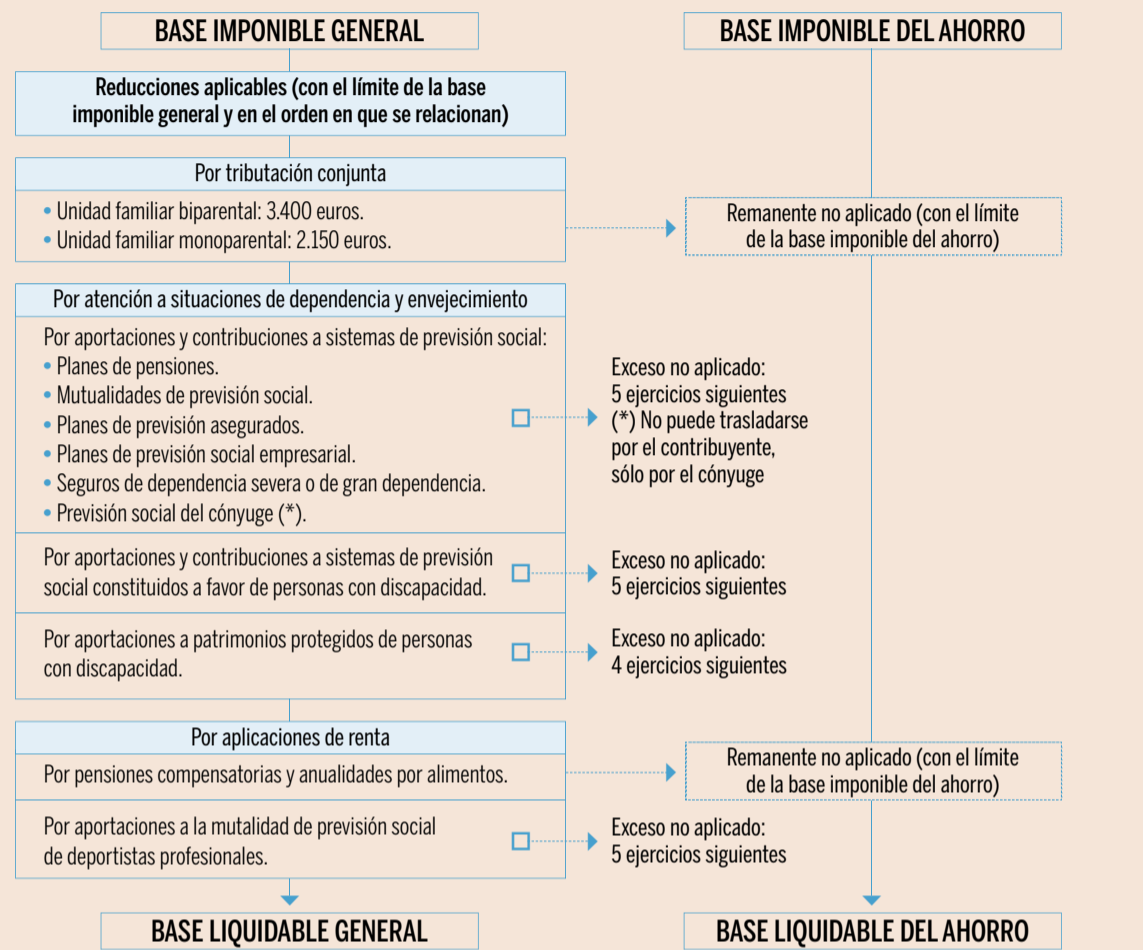 BASE IMPONIBLE GENERAL
BASE IMPONIBLE DEL AHORRO
Reducciones aplicables (con el límite de la base
imponible general y en el orden en que se relacionan)
Por tributación conjunta
• Unidad familiar biparental: 3.400 euros.
• Unidad familiar monoparental: 2.150 euros.
Remanente no aplicado (con el límite
de la base imponible del ahorro)
Por atención a situaciones de dependencia y envejecimiento
Por aportaciones y contribuciones a sistemas de previsión social:
• Planes de pensiones.
• Mutualidades de previsión social.
• Planes de previsión asegurados.
• Planes de previsión social empresarial.
• Seguros de dependencia severa o de gran dependencia.
• Previsión social del cónyuge (*).
Exceso no aplicado:
5 ejercicios siguientes
(*) No puede trasladarse
por el contribuyente,
sólo por el cónyuge
Por aportaciones y contribuciones a sistemas de previsión
social constituidos a favor de personas con discapacidad.
Exceso no aplicado:
5 ejercicios siguientes
Por aportaciones a patrimonios protegidos de personas
con discapacidad.
Exceso no aplicado:
4 ejercicios siguientes
Por aplicaciones de renta
Por pensiones compensatorias y anualidades por alimentos.
Remanente no aplicado (con el límite
de la base imponible del ahorro)
Por aportaciones a la mutalidad de previsión social
de deportistas profesionales.
Exceso no aplicado:
5 ejercicios siguientes
BASE LIQUIDABLE GENERAL
BASE LIQUIDABLE DEL AHORRO